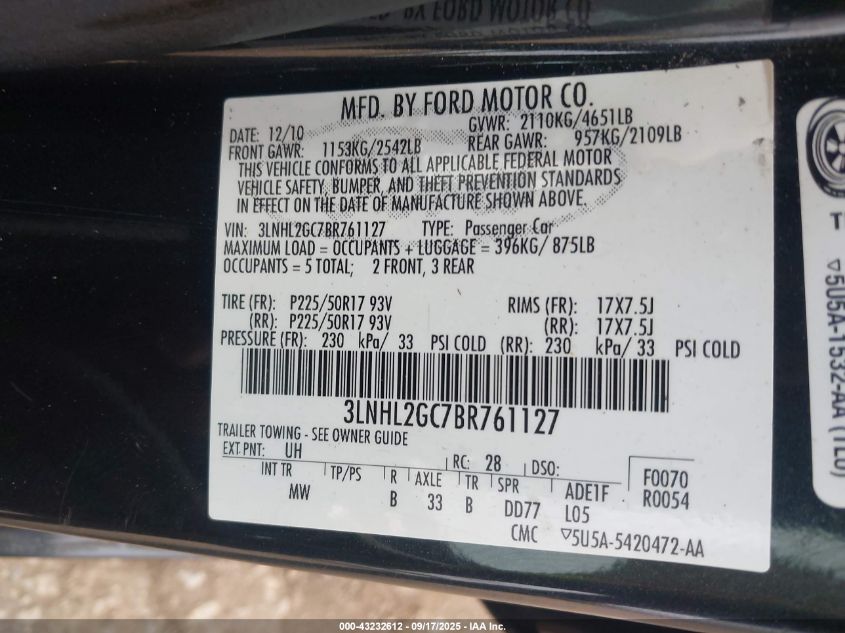 MFD. BY FORD MOTOR CO.
DATE: 12/10 GVWR: 2110KG/4651LB
FRONT GAWR: 1153KG/2542LB REAR GAWR: 957KG/2109LB
THIS VEHICLE CONFORMS TO ALL APPLICABLE FEDERAL MOTOR
VEHICLE SAFETY, BUMPER, AND THEFT PREVENTION STANDARDS
IN EFFECT ON THE DATE OF MANUFACTURE SHOWN ABOVE.
VIN: 3LNHL2GC7BR761127 TYPE: Passenger Car
MAXIMUM LOAD = OCCUPANTS + LUGGAGE = 396KG/ 875LB
OCCUPANTS = 5 TOTAL; 2 FRONT, 3 REAR
TIRE (FR): P225/50R17 93V RIMS (FR): 17X7.5J
(RR): P225/50R17 93V (RR): 17X7.5J
PRESSURE (FR): 230 kPa/ 33 PSI COLD (RR): 230 kPa/ 33 PSI COLD
3LNHL2GC7BR761127
TRAILER TOWING - SEE OWNER GUIDE
EXT PNT: UH RC: 28 DSO: F0070
INT TR TP/PS R AXLE TR SPR R0054
MW B 33 B DD77 ADE1F
L05
CMC ▽5U5A-5420472-AA
T
▽5U5A-1532-AA (TL0)
000-43232612 - 09/17/2025 - IAA Inc.